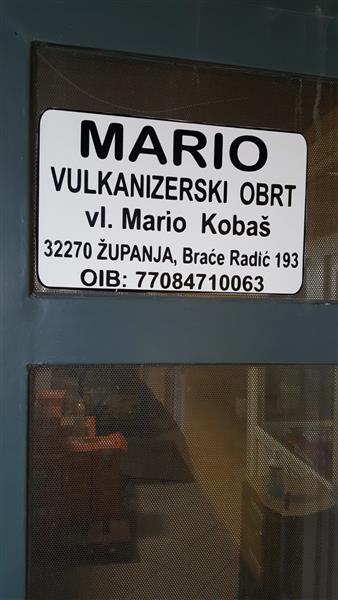 MARIO
VULKANIZERSKI OBRT
vl. Mario Kobaš
32270 ŽUPANJA, Braće Radić 193
OIB: 77084710063